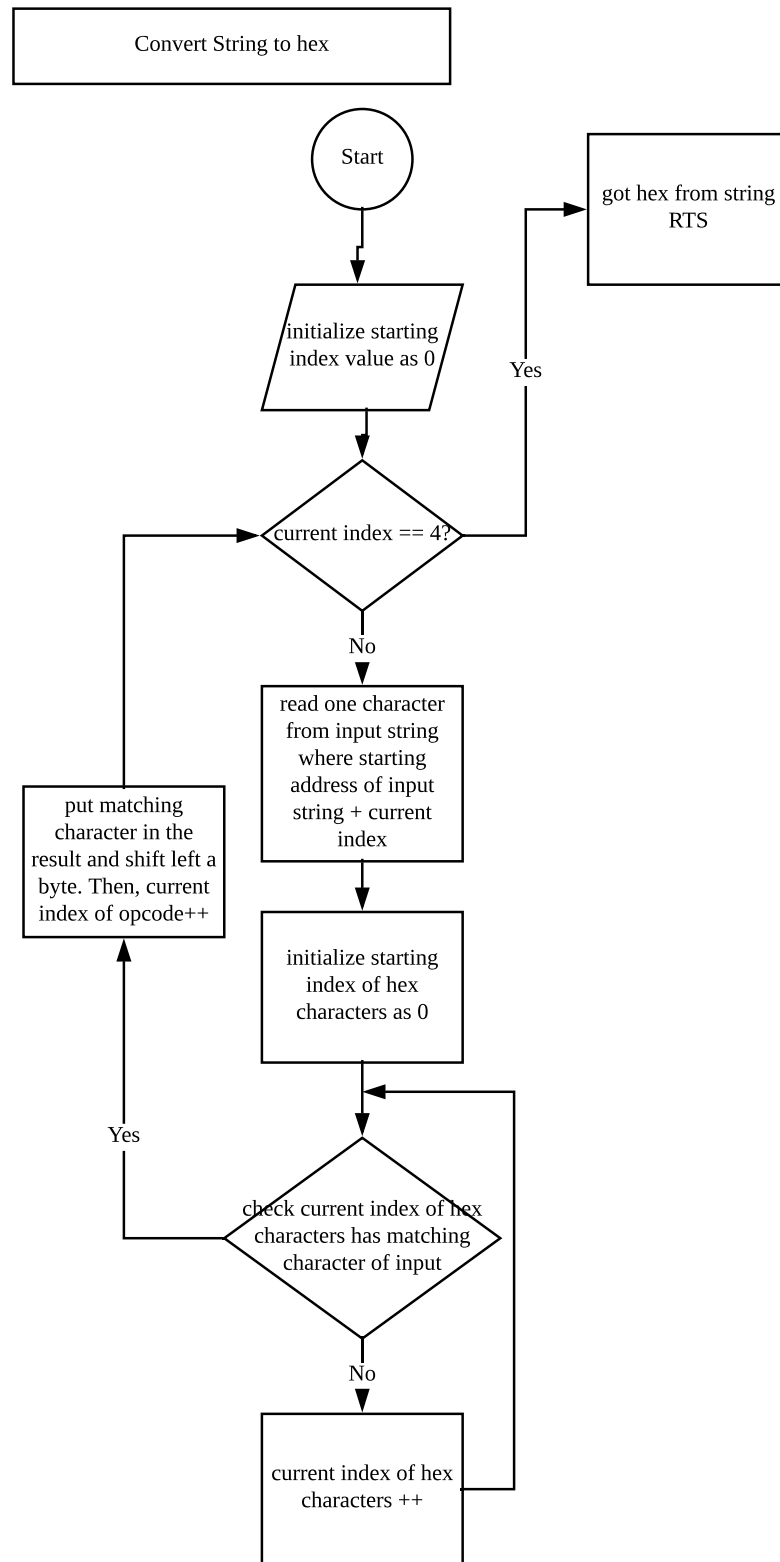 Convert String to hex
Start
got hex from string
RTS
initialize starting
index value as 0
Yes
current index == 4?
No
read one character
from input string
where starting
address of input
string + current
index
put matching
character in the
result and shift left a
byte. Then, current
index of opcode++
initialize starting
index of hex
characters as 0
Yes
check current index of hex
characters has matching
character of input
No
current index of hex
characters ++